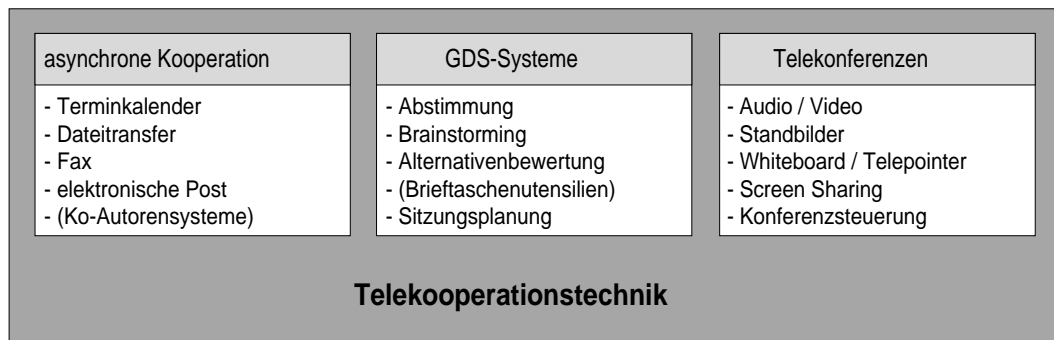 asynchrone Kooperation
- Terminkalender
- Dateitransfer
- Fax
- elektronische Post
- (Ko-Autorensysteme)
GDS-Systeme
- Abstimmung
- Brainstorming
- Alternativenbewertung
- (Brieftaschenutensilien)
- Sitzungsplanung
Telekonferenzen
- Audio / Video
- Standbilder
- Whiteboard / Telepointer
- Screen Sharing
- Konferenzsteuerung
Telekooperationstechnik